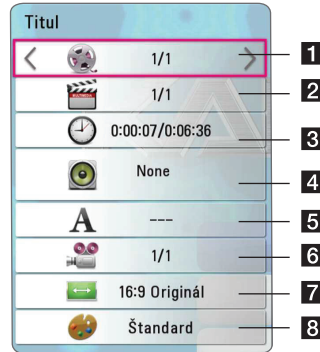 Titul
1/1 1
1/1 2
0:00:07/0:06:36 3
None 4
A --- 5
1/1 6
16:9 Originál 7
Štandard 8